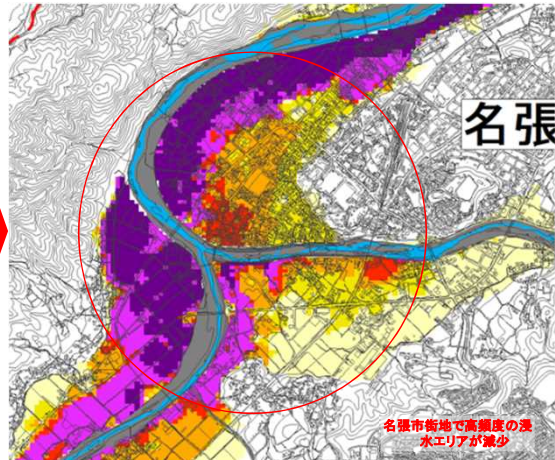 名張
名張市街地で高頻度の浸
水エリアが減少